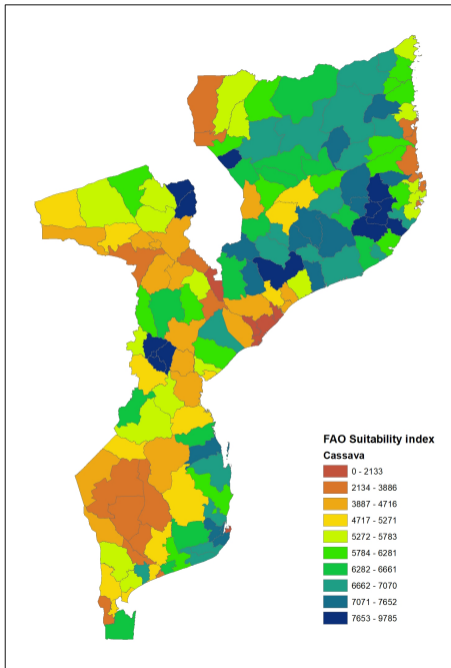 FAO Suitability index
Cassava
0 - 2133
2134 - 3886
3887 - 4716
4717 - 5271
5272 - 5783
5784 - 6281
6282 - 6661
6662 - 7070
7071 - 7652
7653 - 9785